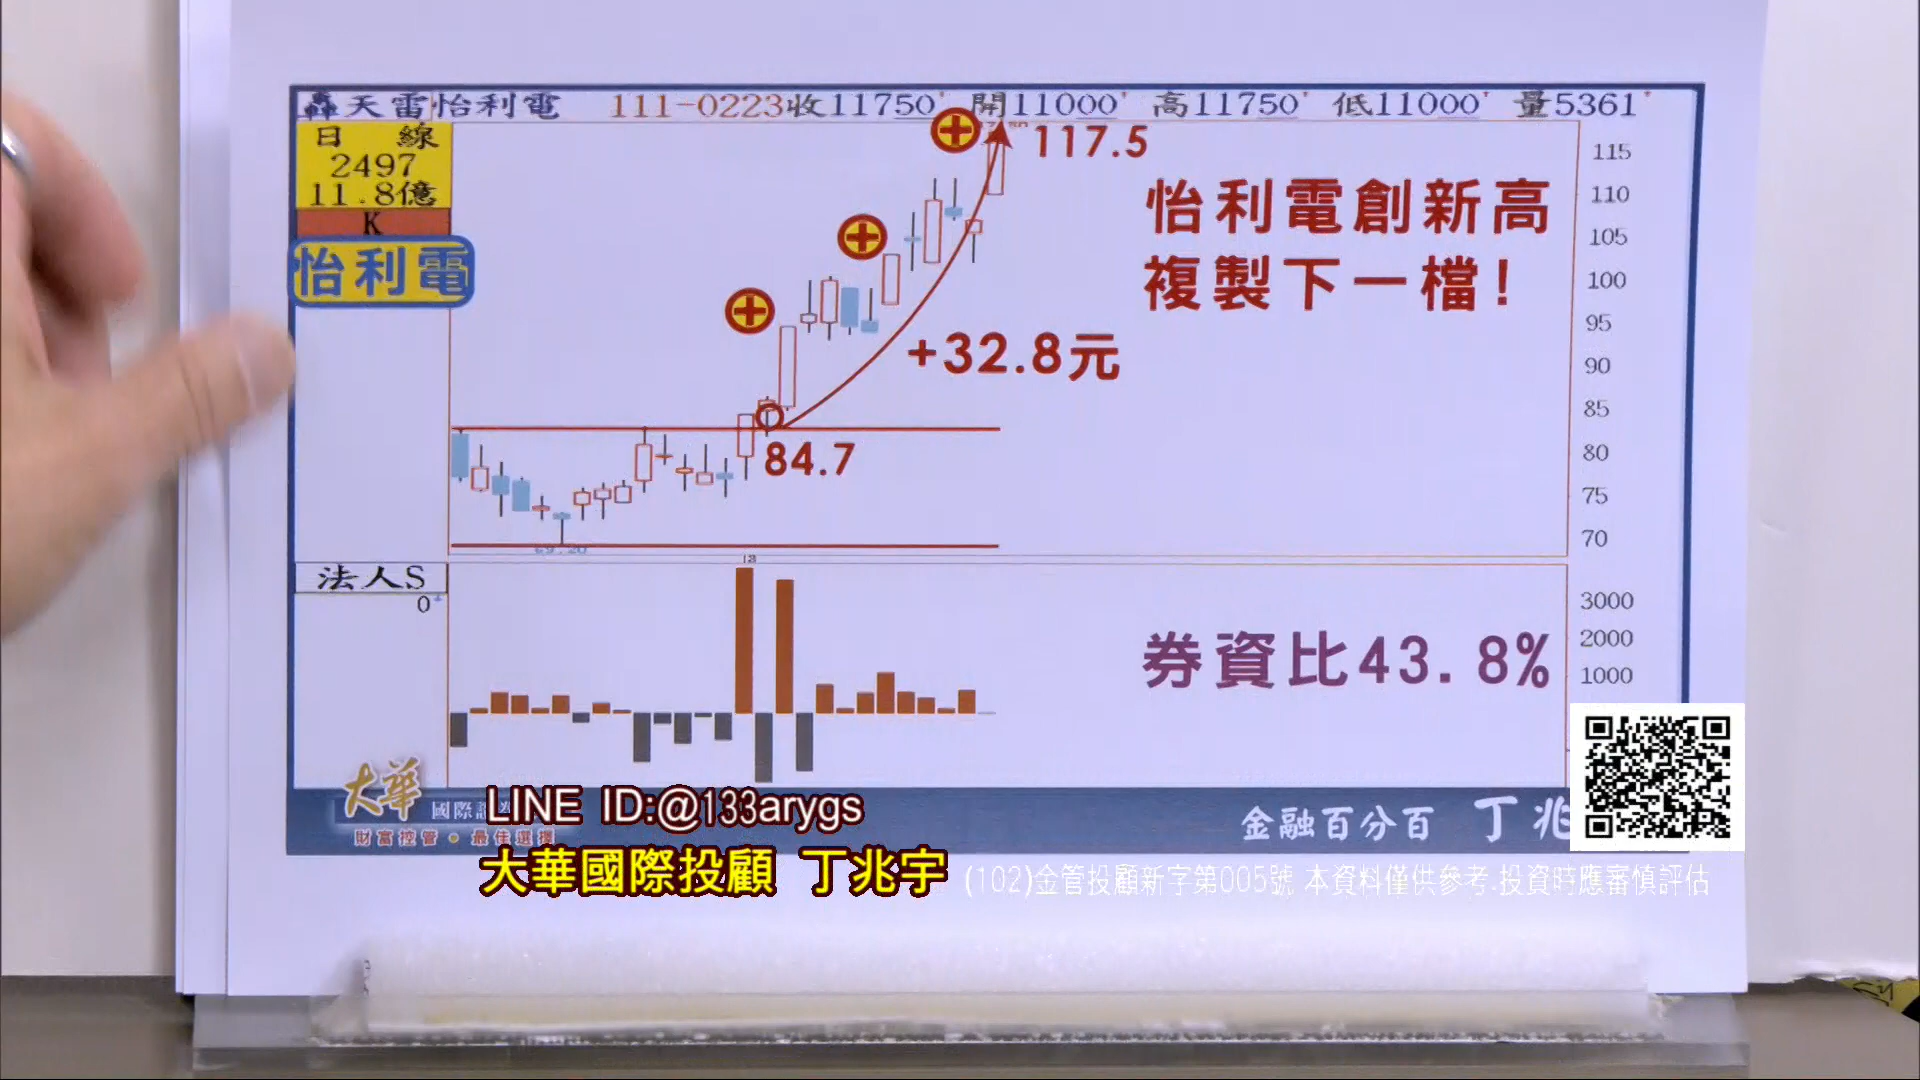 轟天雷怡利電 111-0223收11750 開11000 高11750 低11000 量5361
日 線
2497
11.8億
K
怡利電
117.5
怡利電創新高
複製下一檔!
+32.8元
84.7
69.20
115
110
105
100
95
90
85
80
75
70
法人S
0
3000
2000
1000
券資比43.8%
大華
國際
財富控管・最佳選擇
金融百分百 丁兆
LINE ID:@133arygs
大華國際投顧 丁兆宇
(102)金管投顧新字第005號 本資料僅供參考.投資時應審慎評估